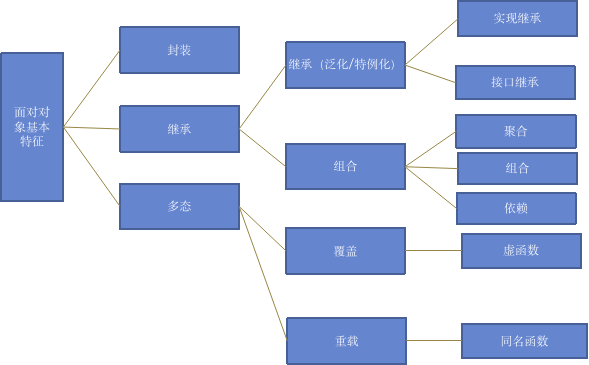 面对对
象基本
特征
封装
继承
多态
继承（泛化/特例化）
组合
覆盖
重载
实现继承
接口继承
聚合
组合
依赖
虚函数
同名函数